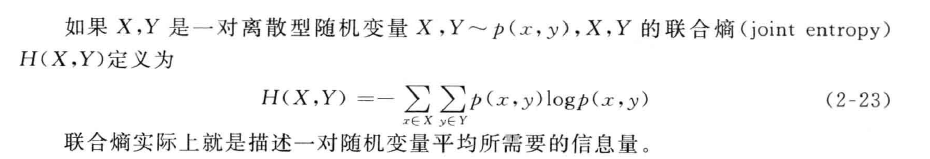 如果 X,Y 是一对离散型随机变量 X,Y~p(x,y),X,Y 的联合熵(joint entropy)
H(X,Y)定义为
H(X,Y) =- ∑ ∑ p(x,y)logp(x,y) (2-23)
x∈X y∈Y
联合熵实际上就是描述一对随机变量平均所需要的信息量。